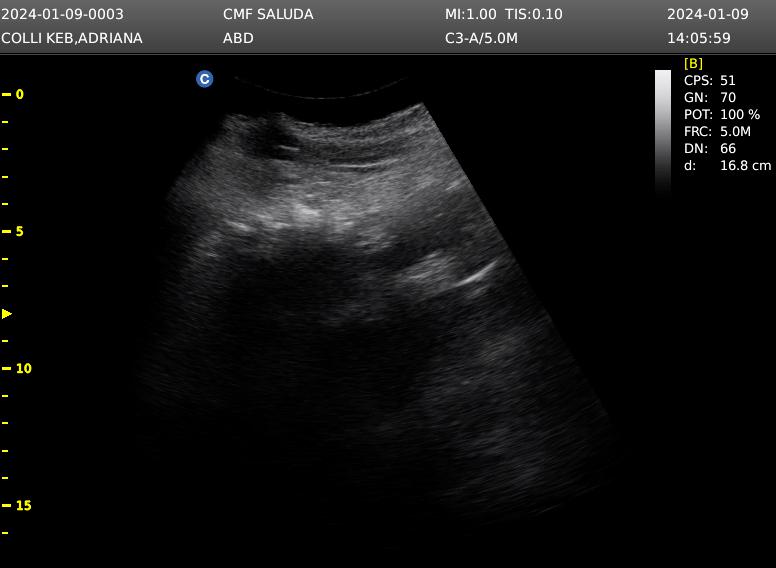 2024-01-09-0003 CMF SALUDA MI:1.00 TIS:0.10 2024-01-09
COLLI KEB,ADRIANA ABD C3-A/5.0M 14:05:59
C
[B]
CPS: 51
GN: 70
POT: 100 %
FRC: 5.0M
DN: 66
d: 16.8 cm
0
5
10
15